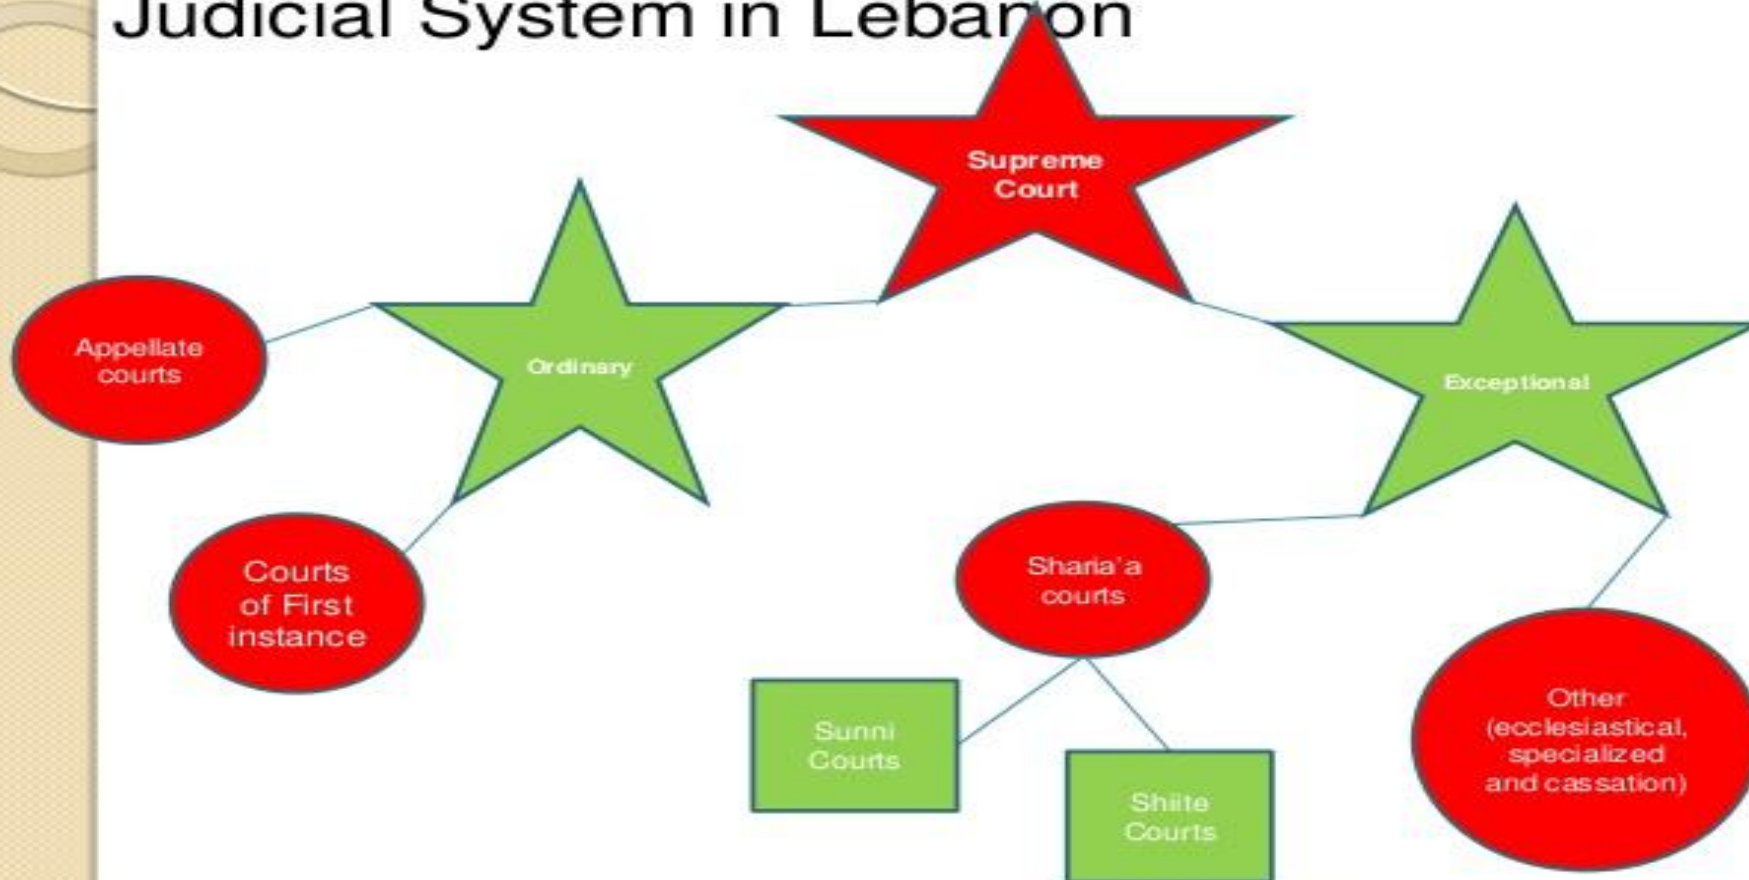 Judicial System in Lebanon
Supreme
Court
Ordinary
Exceptional
Appellate
courts
Courts
of First
instance
Sharia'a
courts
Sunni
Courts
Shiite
Courts
Other
(ecclesiastical,
specialized
and cassation)